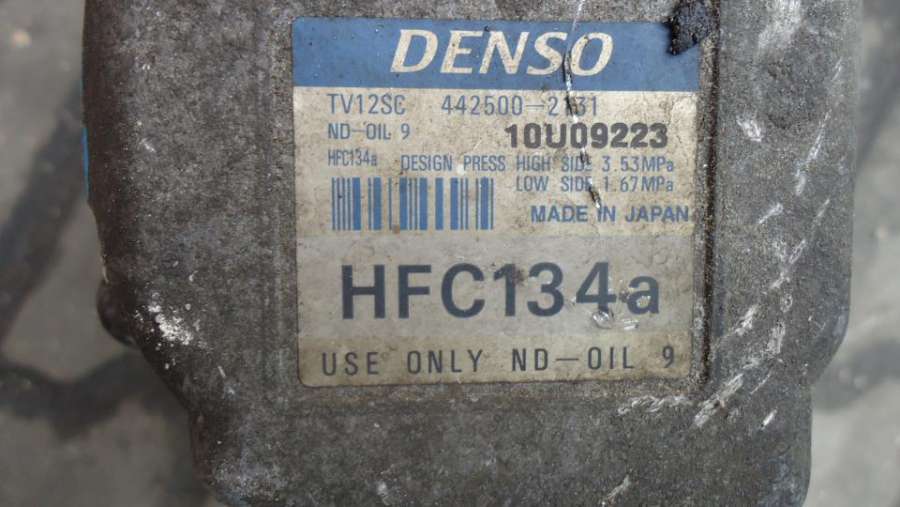 DENSO
TV12SC 442500-2131
ND-OIL 9 10U09223
HFC134a DESIGN PRESS HIGH SIDE 3.53MPa
LOW SIDE 1.67MPa
MADE IN JAPAN
HFC134a
USE ONLY ND-OIL 9